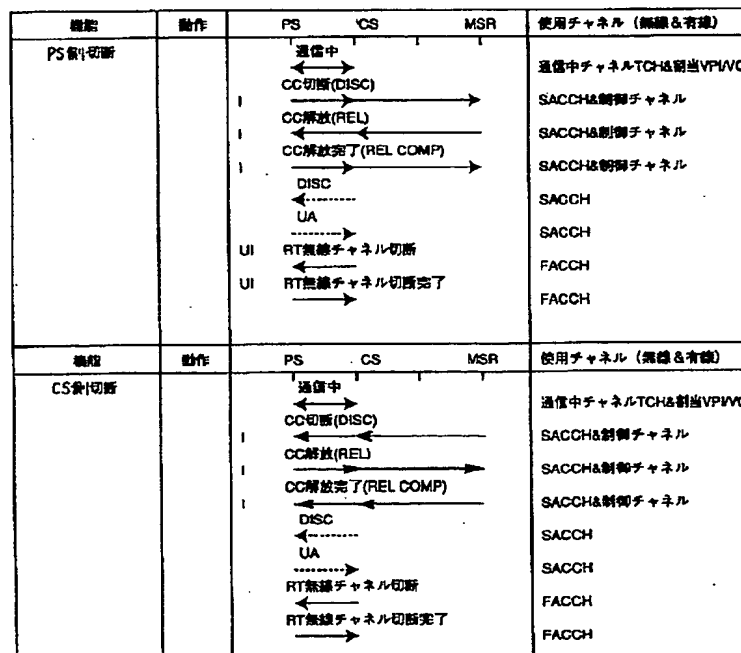 機能 動作 PS CS MSR 使用チャネル（無線＆有線）
PS側切断 通信中 通信中チャネルTCH&割当VPI/VC
CC切断(DISC)
I SACCH&制御チャネル
CC解放(REL)
I SACCH&制御チャネル
CC解放完了(REL COMP)
I SACCH&制御チャネル
DISC
SACCH
UA
SACCH
UI RT無線チャネル切断
FACCH
UI RT無線チャネル切断完了
FACCH
機能 動作 PS CS MSR 使用チャネル（無線＆有線）
CS側切断 通信中
通信中チャネルTCH&割当VPI/VC
CC切断(DISC)
I SACCH&制御チャネル
CC解放(REL)
I SACCH&制御チャネル
CC解放完了(REL COMP)
I SACCH&制御チャネル
DISC
SACCH
UA
SACCH
RT無線チャネル切断
FACCH
RT無線チャネル切断完了
FACCH